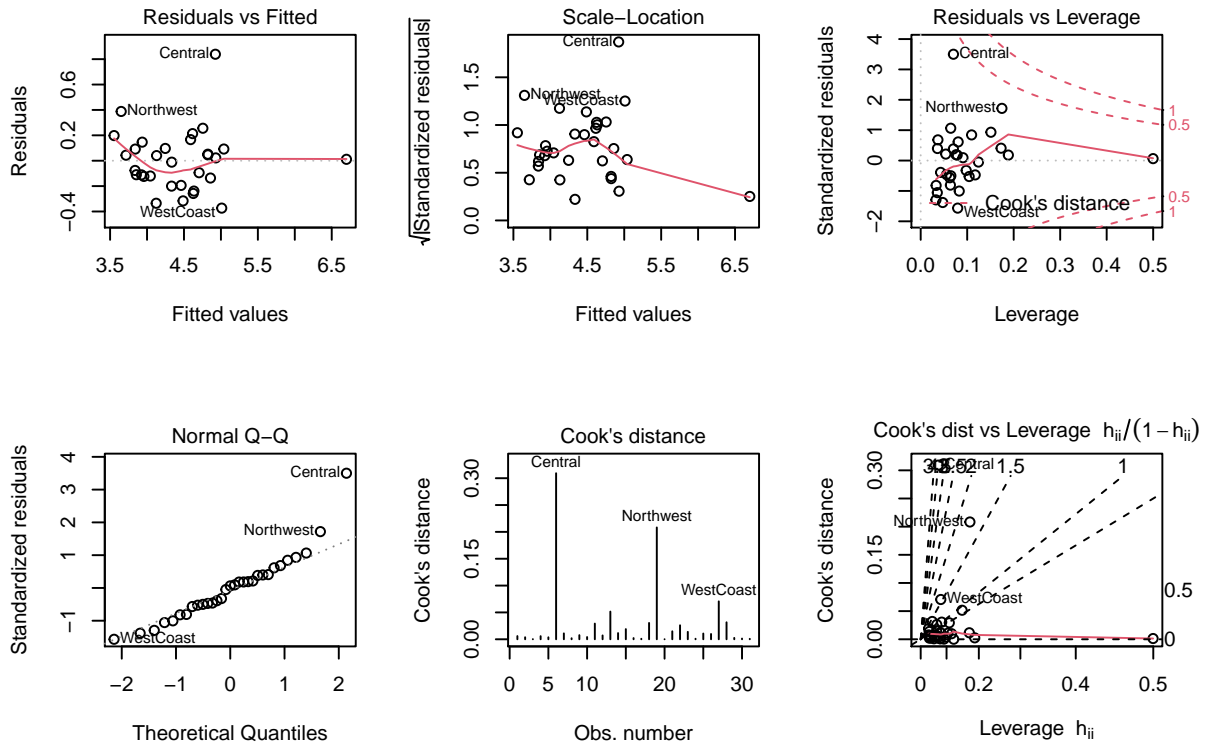 Residuals vs Fitted
Residuals
0.6
0.2
−0.4
Central
Northwest
WestCoast
3.5 4.5 5.5 6.5
Fitted values
Scale−Location
√|Standardized residuals|
1.5
1.0
0.5
0.0
Central
Northwest
WestCoast
3.5 4.5 5.5 6.5
Fitted values
Residuals vs Leverage
Standardized residuals
4
3
2
1
0
−2
Central
Northwest
WestCoast
Cook's distance
1
0.5
0.5
1
0.0 0.1 0.2 0.3 0.4 0.5
Leverage
Normal Q−Q
Standardized residuals
4
3
2
1
−1
Central
Northwest
WestCoast
−2 −1 0 1 2
Theoretical Quantiles
Cook's distance
Cook's distance
0.30
0.15
0.00
Central
Northwest
WestCoast
0 5 10 20 30
Obs. number
Cook's dist vs Leverage hᵢᵢ/(1−hᵢᵢ)
Cook's distance
0.30
0.15
0.00
2
1.5
1
Central
Northwest
WestCoast
0.5
0
0 0.2 0.4 0.5
Leverage hᵢᵢ